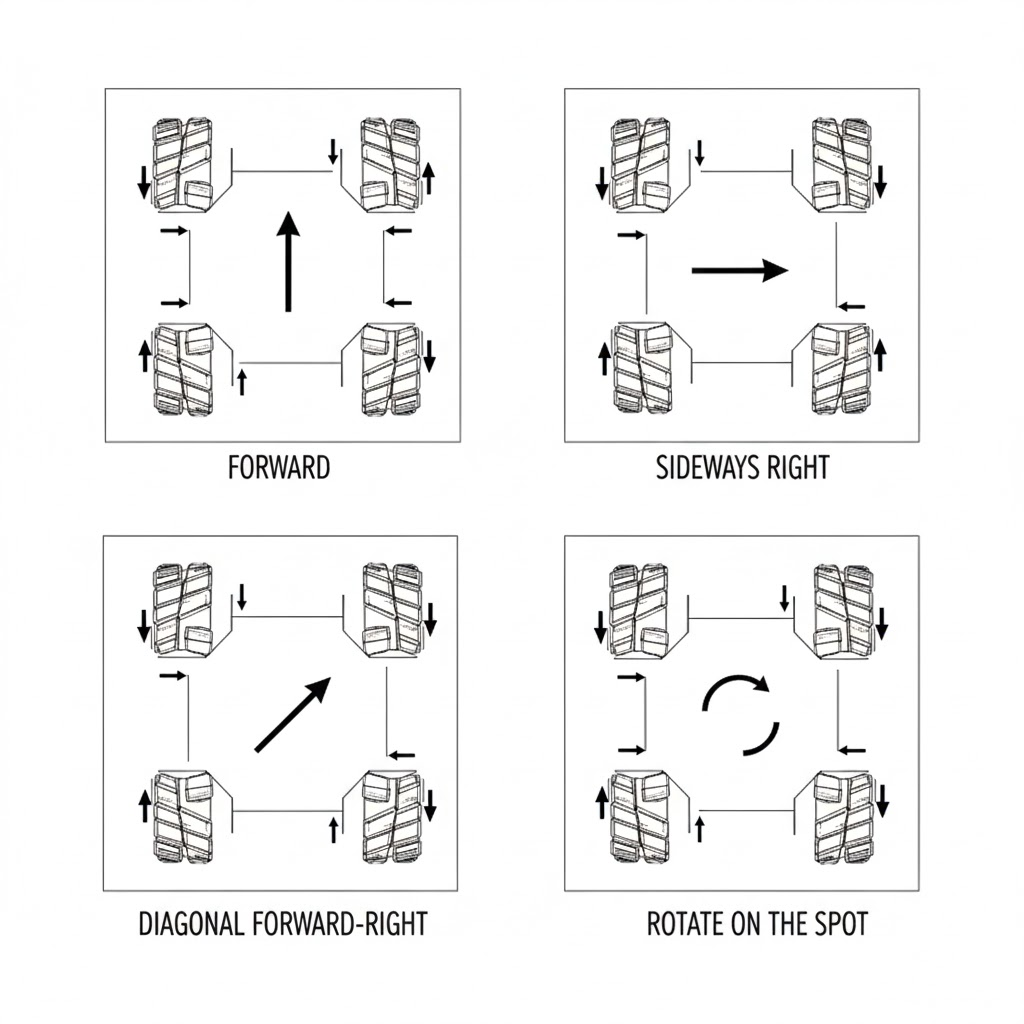 FORWARD
SIDEWAYS RIGHT
DIAGONAL FORWARD-RIGHT
ROTATE ON THE SPOT